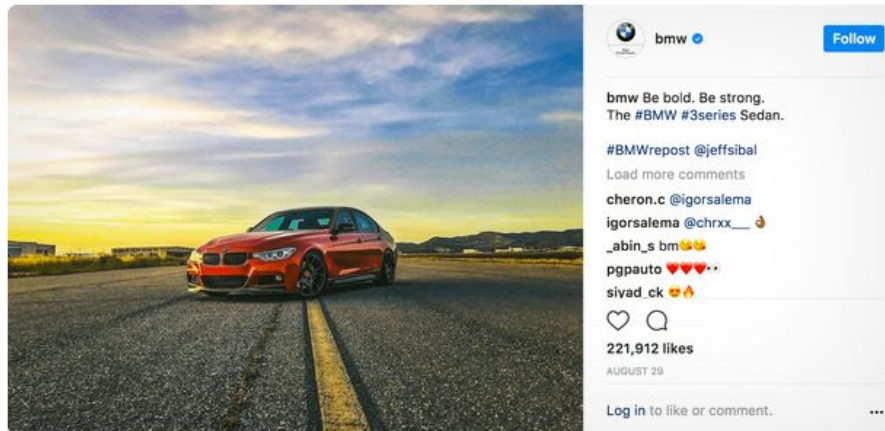 bmw
Follow
bmw Be bold. Be strong.
The #BMW #3series Sedan.
#BMWrepost @jeffsibal
Load more comments
cheron.c @igorsalema
igorsalema @chrxx___ 👌🏾
_abin_s bm😘😘
pgpauto ❤️❤️❤️👀
siyad_ck 😍🔥
221,912 likes
AUGUST 29
Log in to like or comment.